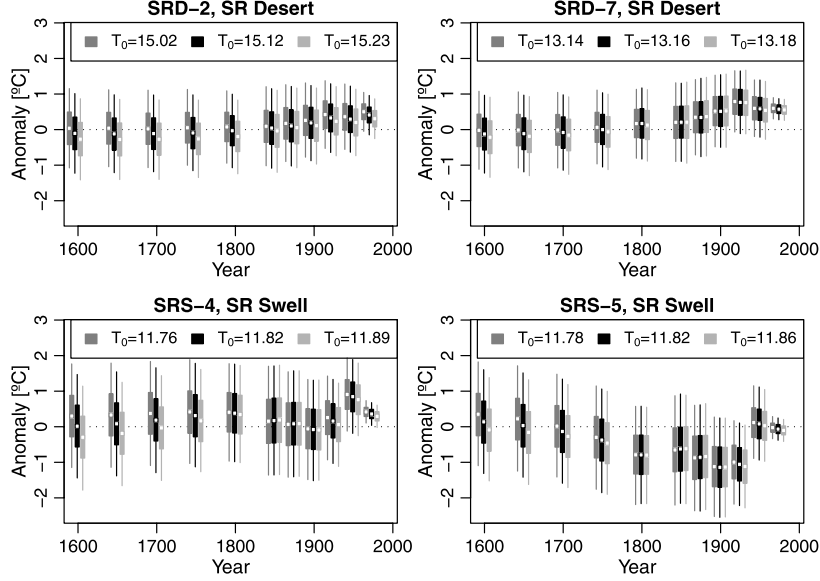 SRD−2, SR Desert
T0=15.02 T0=15.12 T0=15.23
Anomaly [ºC]
3
2
1
0
−1
−2
1600 1700 1800 1900 2000
Year
SRD−7, SR Desert
T0=13.14 T0=13.16 T0=13.18
Anomaly [ºC]
3
2
1
0
−1
−2
1600 1700 1800 1900 2000
Year
SRS−4, SR Swell
T0=11.76 T0=11.82 T0=11.89
Anomaly [ºC]
3
2
1
0
−1
−2
1600 1700 1800 1900 2000
Year
SRS−5, SR Swell
T0=11.78 T0=11.82 T0=11.86
Anomaly [ºC]
3
2
1
0
−1
−2
1600 1700 1800 1900 2000
Year